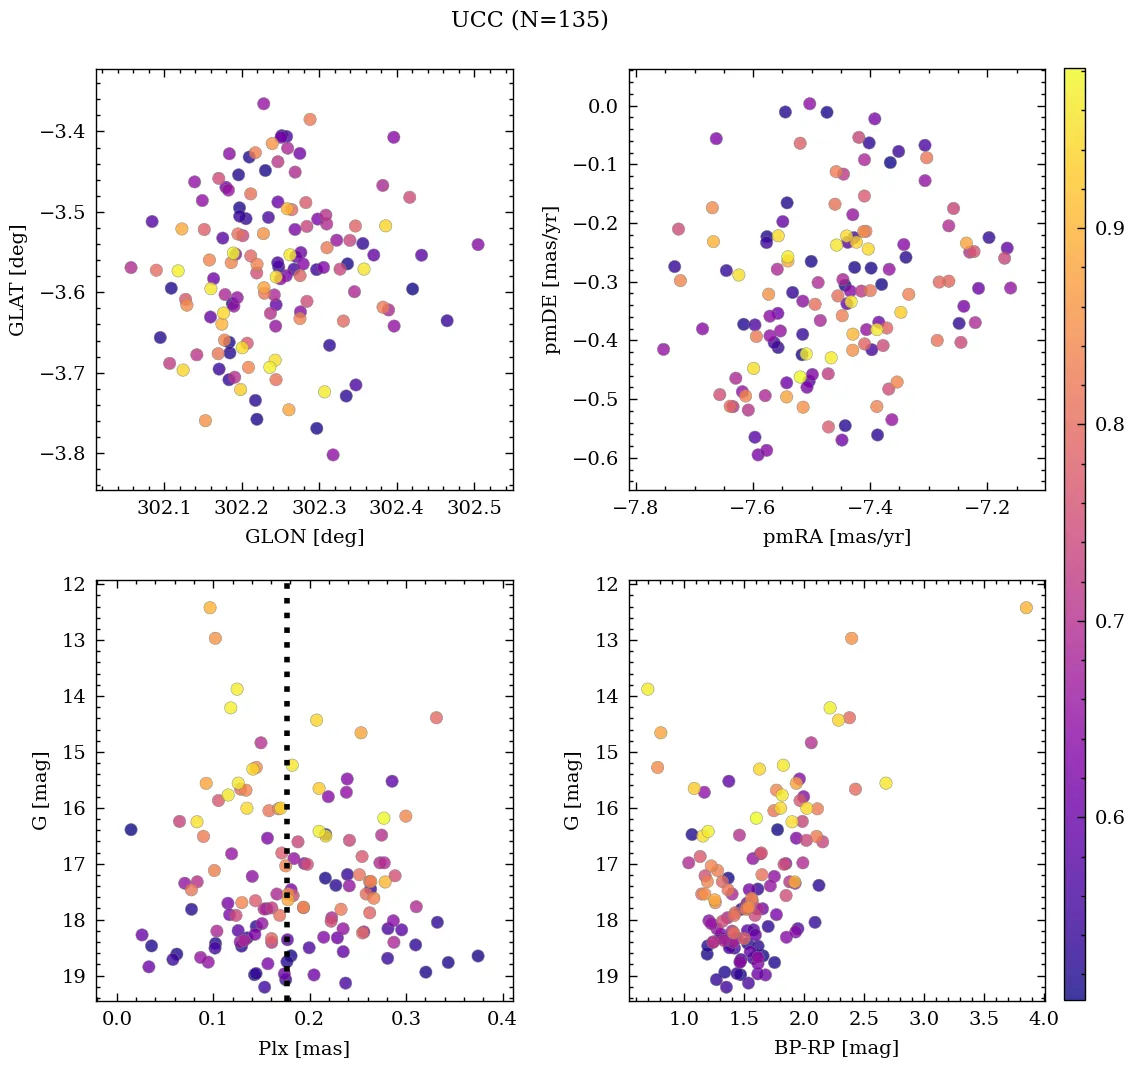 UCC (N=135)
−3.4
−3.5
−3.6
−3.7
−3.8
GLAT [deg]
302.1 302.2 302.3 302.4 302.5
GLON [deg]
0.0
−0.1
−0.2
−0.3
−0.4
−0.5
−0.6
pmDE [mas/yr]
−7.8 −7.6 −7.4 −7.2
pmRA [mas/yr]
12
13
14
15
16
17
18
19
G [mag]
0.0 0.1 0.2 0.3 0.4
Plx [mas]
12
13
14
15
16
17
18
19
G [mag]
1.0 1.5 2.0 2.5 3.0 3.5 4.0
BP-RP [mag]
0.9
0.8
0.7
0.6